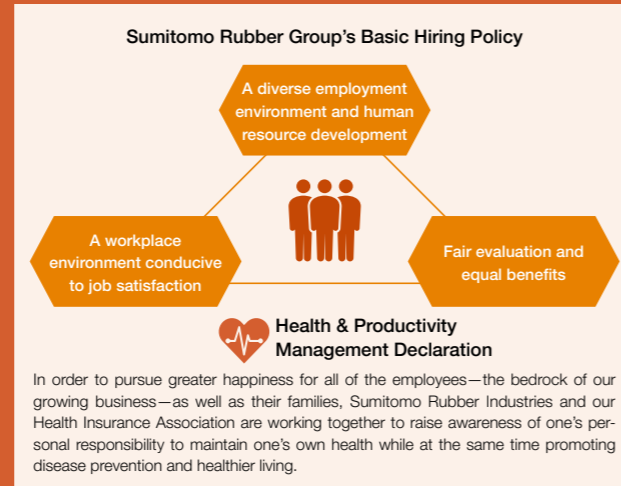 Sumitomo Rubber Group's Basic Hiring Policy
A diverse employment
environment and human
resource development
A workplace
environment conducive
to job satisfaction
Fair evaluation and
equal benefits
Health & Productivity
Management Declaration
In order to pursue greater happiness for all of the employees—the bedrock of our
growing business—as well as their families, Sumitomo Rubber Industries and our
Health Insurance Association are working together to raise awareness of one's per-
sonal responsibility to maintain one's own health while at the same time promoting
disease prevention and healthier living.